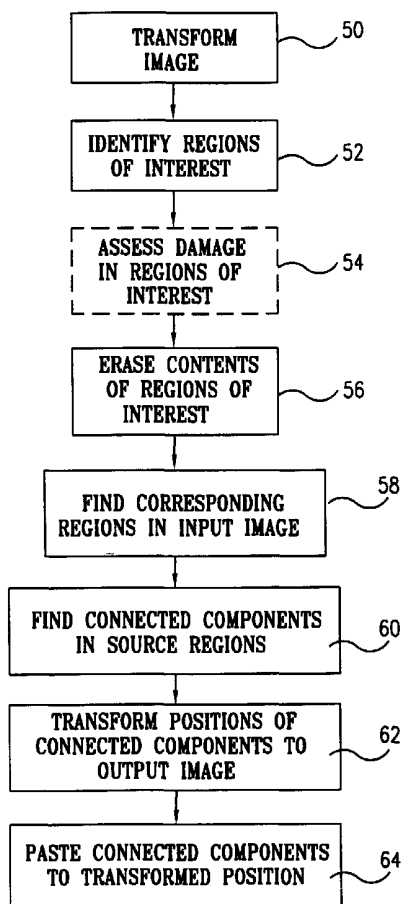 TRANSFORM
IMAGE
50
IDENTIFY REGIONS
OF INTEREST
52
ASSESS DAMAGE
IN REGIONS OF
INTEREST
54
ERASE CONTENTS
OF REGIONS OF
INTEREST
56
FIND CORRESPONDING
REGIONS IN INPUT IMAGE
58
FIND CONNECTED COMPONENTS
IN SOURCE REGIONS
60
TRANSFORM POSITIONS OF
CONNECTED COMPONENTS TO
OUTPUT IMAGE
62
PASTE CONNECTED COMPONENTS
TO TRANSFORMED POSITION
64